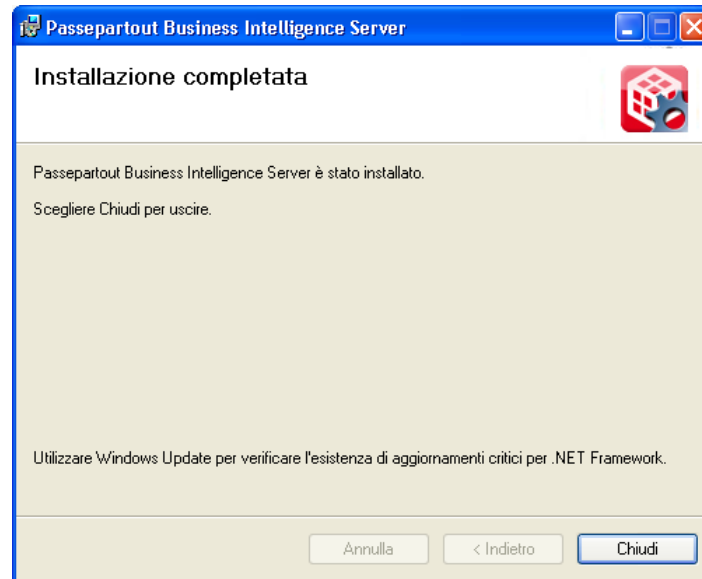 Passepartout Business Intelligence Server
Installazione completata
Passepartout Business Intelligence Server è stato installato.
Scegliere Chiudi per uscire.
Utilizzare Windows Update per verificare l'esistenza di aggiornamenti critici per .NET Framework.
Annulla
< Indietro
Chiudi